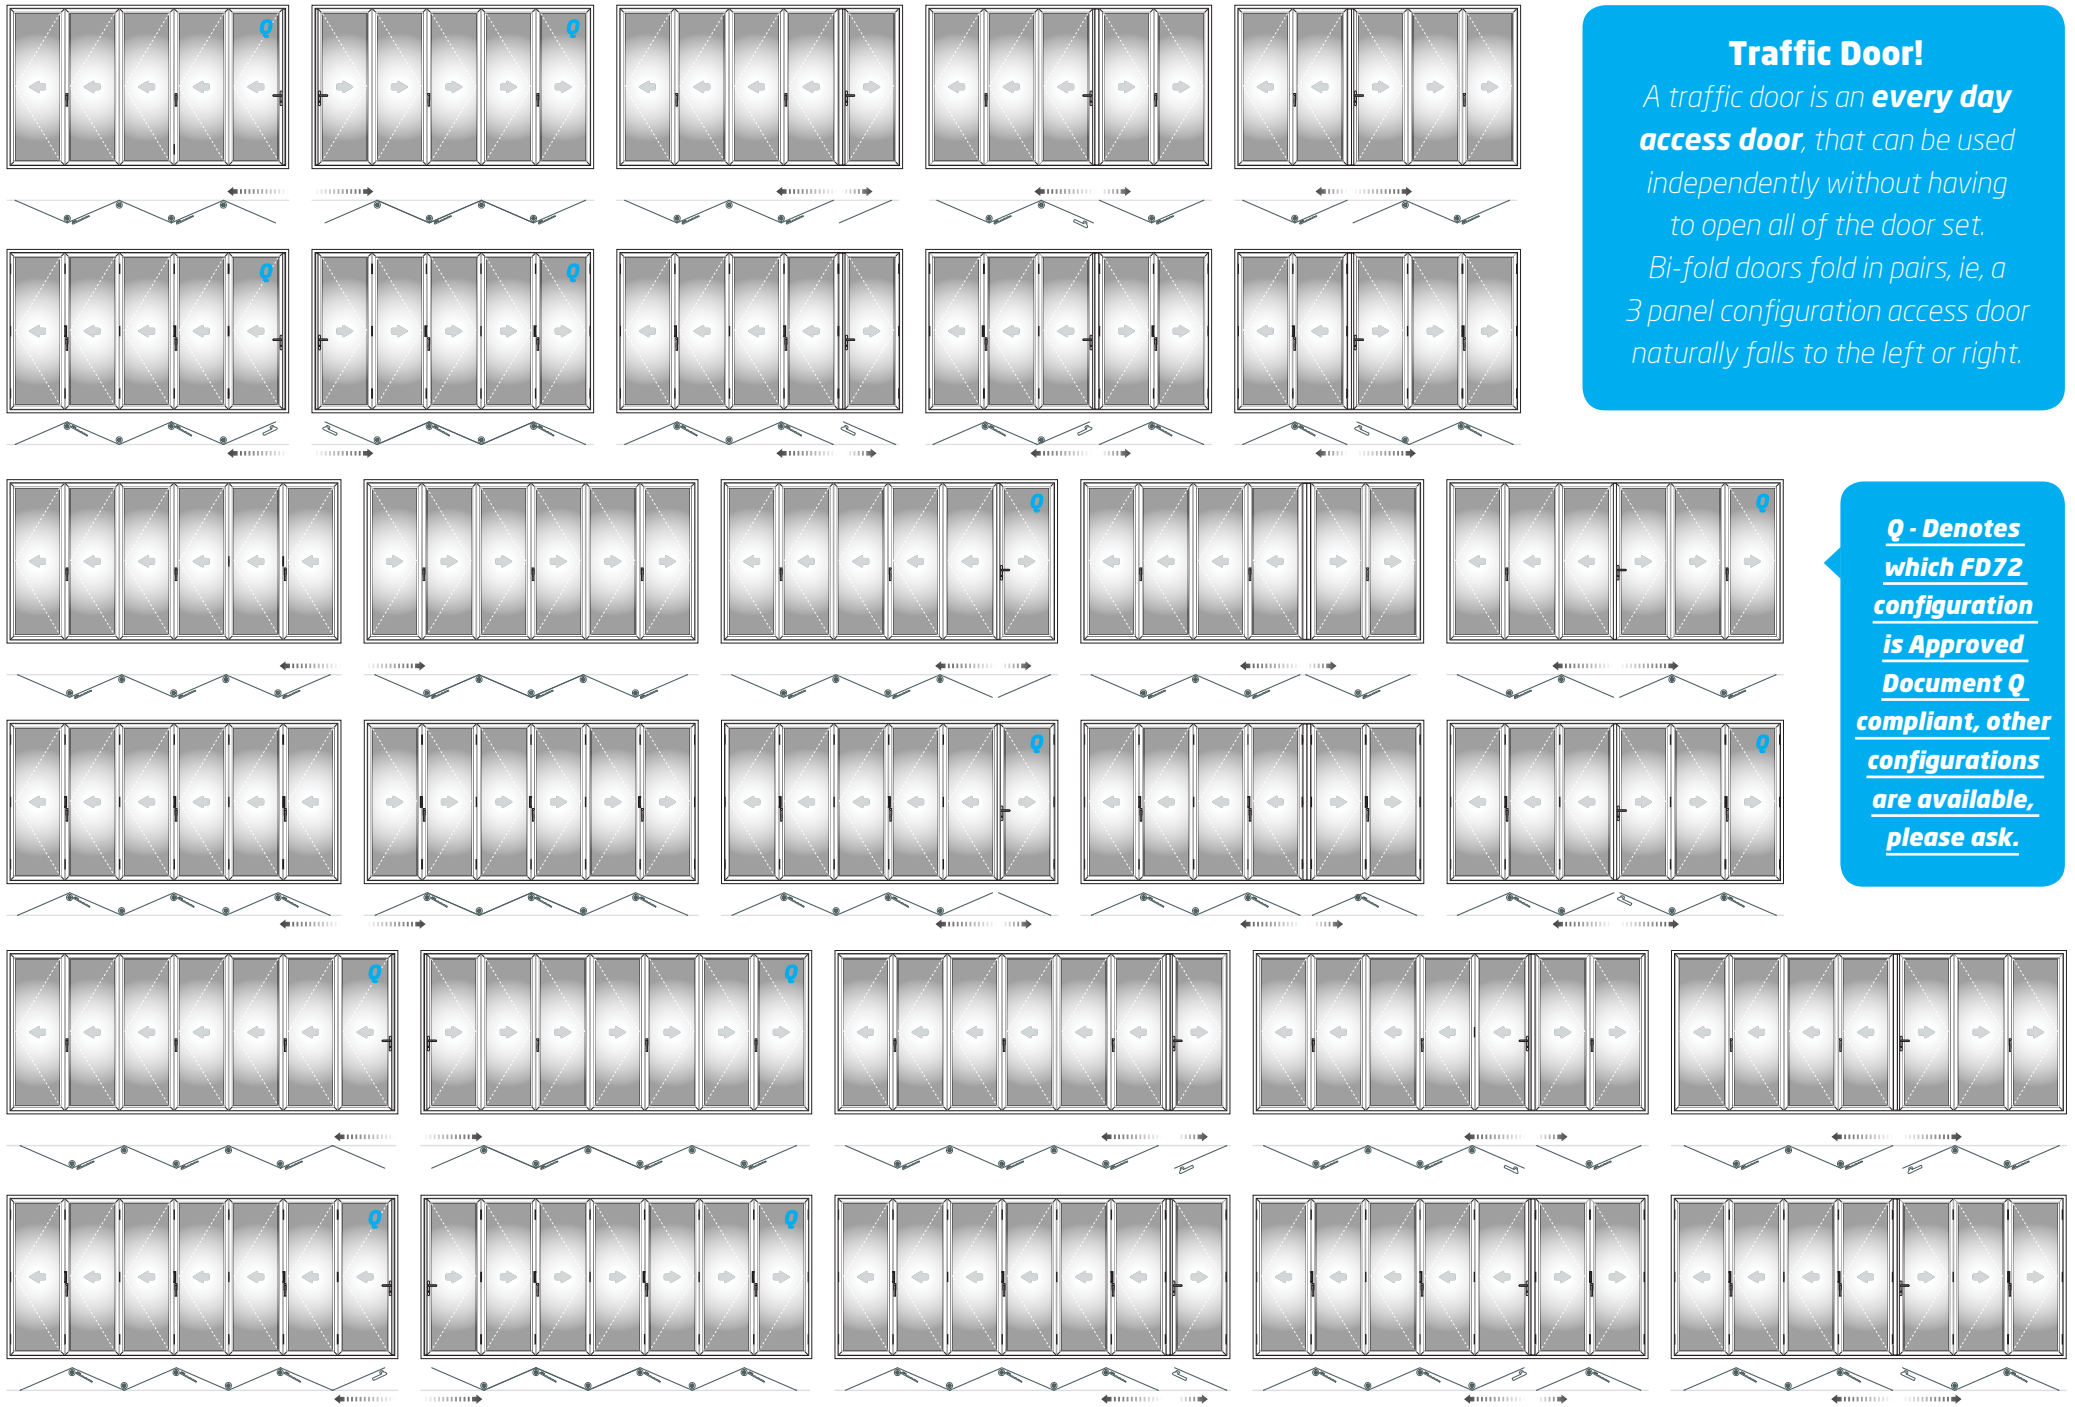 Q
Q
Traffic Door!
A traffic door is an every day
access door, that can be used
independently without having
to open all of the door set.
Bi-fold doors fold in pairs, ie, a
3 panel configuration access door
naturally falls to the left or right.
Q
Q
Q
Q
Q - Denotes
which FD72
configuration
is Approved
Document Q
compliant, other
configurations
are available,
please ask.
Q
Q
Q
Q
Q
Q